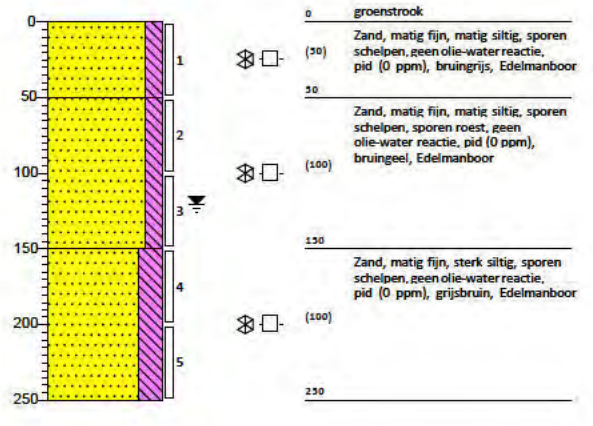 0
50
100
150
200
250
1
2
3
4
5
0 groenstrook
(50) Zand, matig fijn, matig siltig, sporen
schelpen, geen olie-water reactie,
pid (0 ppm), bruingrijs, Edelmanboor
50
Zand, matig fijn, matig siltig, sporen
schelpen, sporen roest, geen
olie-water reactie, pid (0 ppm),
(100) bruingeel, Edelmanboor
150
Zand, matig fijn, sterk siltig, sporen
schelpen, geen olie-water reactie,
pid (0 ppm), grijsbruin, Edelmanboor
(100)
250